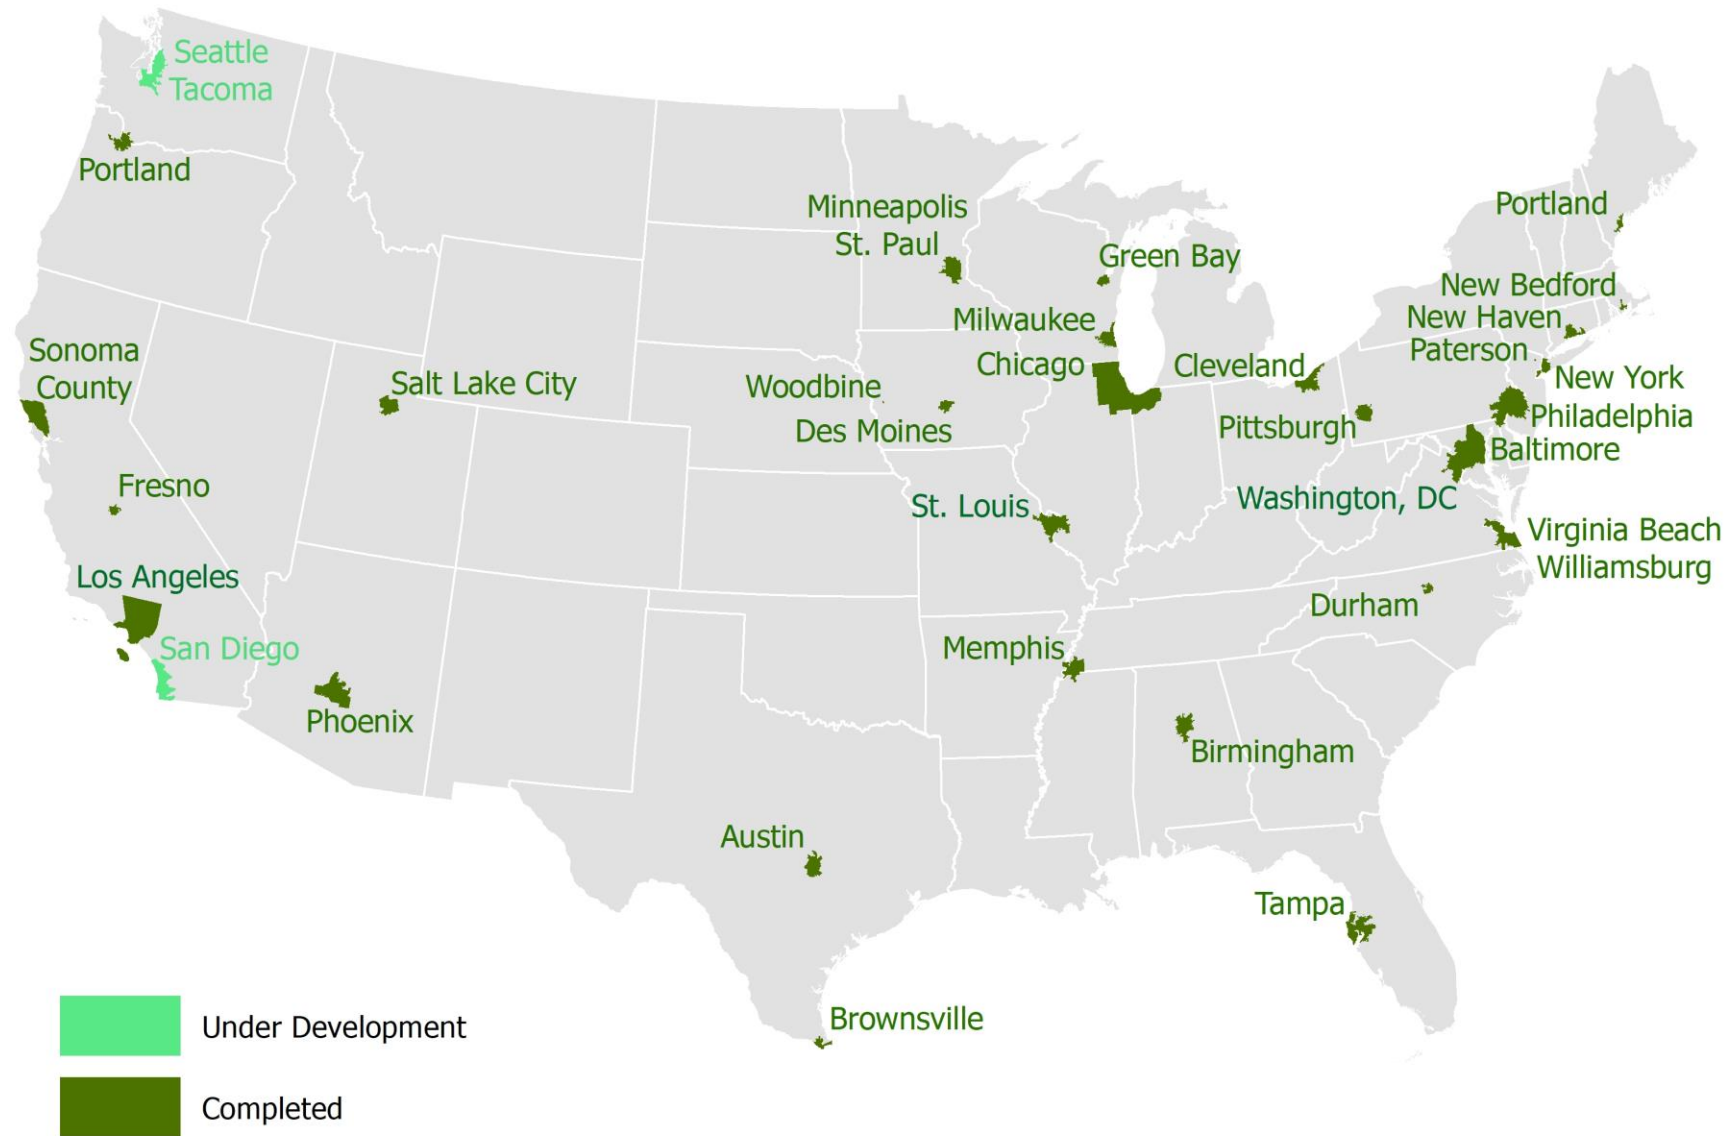 Seattle
Tacoma
Portland
Minneapolis
St. Paul
Portland
Green Bay
New Bedford
Milwaukee
New Haven
Sonoma
County
Chicago
Cleveland
Paterson
Salt Lake City
Woodbine
New York
Des Moines
Pittsburgh
Philadelphia
Baltimore
Fresno
St. Louis
Washington, DC
Virginia Beach
Williamsburg
Los Angeles
Durham
San Diego
Memphis
Phoenix
Birmingham
Austin
Tampa
Brownsville
Under Development
Completed